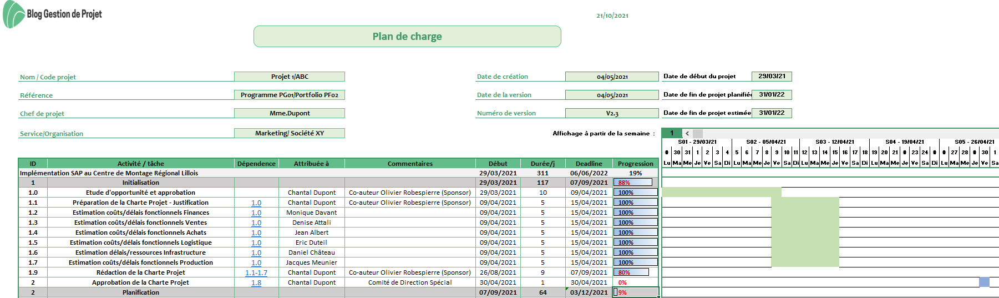 Blog Gestion de Projet
21/10/2021
Plan de charge
Nom / Code projet Projet 1/ABC Date de création 04/05/2021 Date de début du projet 29/03/21
Référence Programme PG01/Portfolio PF02 Date de la version 04/05/2021 Date de fin de projet planifiée 31/01/22
Chef de projet Mme.Dupont Numéro de version V2.3 Date de fin de projet estimée 31/01/22
Service/Organisation Marketing/ Société XY Affichage à partir de la semaine : 1 <
S01 - 29/03/21 S02 - 05/04/21 S03 - 12/04/21 S04 - 19/04/21 S05 - 26/04/21
# 30 31 1 2 3 4 5 6 7 8 9 10 11 12 13 14 15 16 17 18 19 20 21 # 23 24 # # 27 28 # 30 1
ID Activité / tâche Dépendence Attribuée à Commentaires Début Durée/j Deadline Progression Lu Ma Me Je Ve Sa Di Lu Ma Me Je Ve Sa Di Lu Ma Me Je Ve Sa Di Lu Ma Me Je Ve Sa Di Lu Ma Me Je Ve Sa
Implémentation SAP au Centre de Montage Régional Lillois 29/03/2021 311 06/06/2022 19%
1 Initialisation 29/03/2021 117 07/09/2021 88%
1.0 Etude d'opportunité et approbation Chantal Dupont Co-auteur Olivier Robespierre (Sponsor) 29/03/2021 10 09/04/2021 100%
1.1 Préparation de la Charte Projet - Justification 1.0 Chantal Dupont Co-auteur Olivier Robespierre (Sponsor) 09/04/2021 5 15/04/2021 100%
1.2 Estimation coûts/délais fonctionnels Finances 1.0 Monique Davant 09/04/2021 5 15/04/2021 100%
1.3 Estimation coûts/délais fonctionnels Ventes 1.0 Denise Attali 09/04/2021 5 15/04/2021 100%
1.4 Estimation coûts/délais fonctionnels Achats 1.0 Jean Albert 09/04/2021 5 15/04/2021 100%
1.5 Estimation coûts/délais fonctionnels Logistique 1.0 Eric Duteil 09/04/2021 5 15/04/2021 100%
1.6 Estimation délais/ressources Infrastructure 1.0 Daniel Château 09/04/2021 5 15/04/2021 100%
1.7 Estimation coûts/délais fonctionnels Production 1.0 Jacques Meunier 09/04/2021 5 15/04/2021 100%
1.9 Rédaction de la Charte Projet 1.1-1.7 Chantal Dupont Co-auteur Olivier Robespierre (Sponsor) 26/08/2021 9 07/09/2021 80%
2 Approbation de la Charte Projet 1.8 Chantal Dupont Comité de Direction Spécial 30/04/2021 1 30/04/2021 0%
2 Planification 07/09/2021 64 03/12/2021 9%